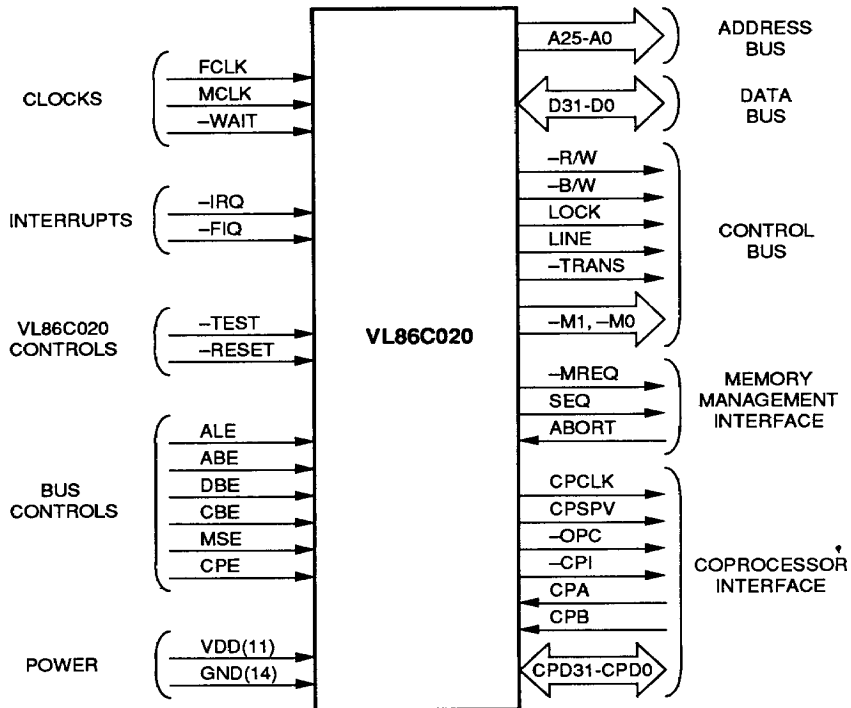 CLOCKS
FCLK
MCLK
–WAIT
INTERRUPTS
–IRQ
–FIQ
VL86C020
CONTROLS
–TEST
–RESET
BUS
CONTROLS
ALE
ABE
DBE
CBE
MSE
CPE
POWER
VDD(11)
GND(14)
VL86C020
A25-A0
ADDRESS
BUS
D31-D0
DATA
BUS
–R/W
–B/W
LOCK
LINE
–TRANS
–M1, –M0
CONTROL
BUS
–MREQ
SEQ
ABORT
MEMORY
MANAGEMENT
INTERFACE
CPCLK
CPSPV
–OPC
–CPI
CPA
CPB
CPD31-CPD0
COPROCESSOR
INTERFACE